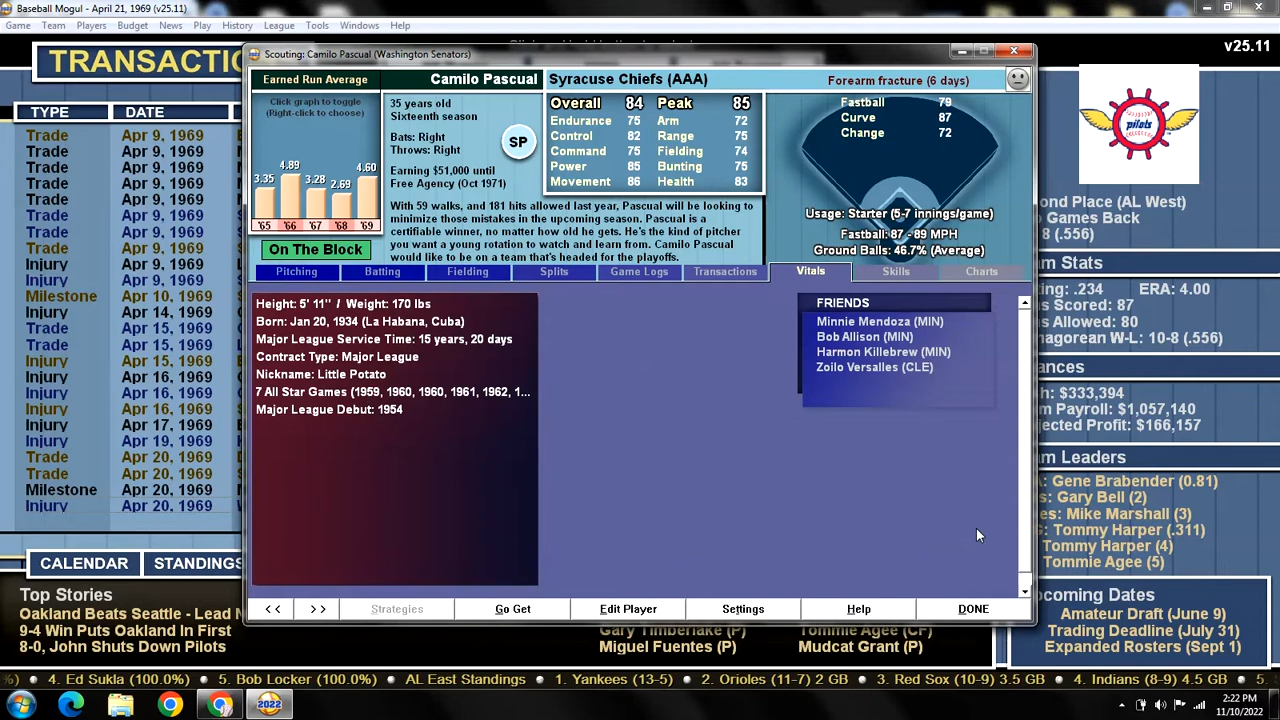 Baseball Mogul - April 21, 1969 (v25.11)
Game Team Players Budget News Play History League Tools Windows Help
v25.11
TRANSACTIO
TYPE DATE
Trade Apr 9, 1969
Trade Apr 9, 1969
Trade Apr 9, 1969
Trade Apr 9, 1969
Trade Apr 9, 1969
Trade Apr 9, 1969
Trade Apr 9, 1969
Trade Apr 9, 1969
Injury Apr 9, 1969
Injury Apr 9, 1969
Milestone Apr 10, 1969
Injury Apr 14, 1969
Trade Apr 15, 1969
Trade Apr 15, 1969
Injury Apr 15, 1969
Injury Apr 16, 1969
Injury Apr 16, 1969
Injury Apr 16, 1969
Injury Apr 17, 1969
Injury Apr 19, 1969
Trade Apr 20, 1969
Trade Apr 20, 1969
Milestone Apr 20, 1969
Injury Apr 20, 1969
Scouting: Camilo Pascual (Washington Senators)
Earned Run Average
Click graph to toggle
(Right-click to choose)
3.35 4.89 3.28 2.69 4.60
'65 '66 '67 '68 '69
On The Block
Camilo Pascual
35 years old
Sixteenth season
Bats: Right
Throws: Right
SP
Earning $51,000 until
Free Agency (Oct 1971)
Syracuse Chiefs (AAA)
Overall 84 Peak 85
Endurance 75 Arm 72
Control 82 Range 75
Command 75 Fielding 74
Power 85 Bunting 75
Movement 86 Health 83
With 59 walks, and 181 hits allowed last year, Pascual will be looking to
minimize those mistakes in the upcoming season. Pascual is a
certifiable winner, no matter how old he gets. He's the kind of pitcher
you want a young rotation to watch and learn from. Camilo Pascual
would like to be on a team that's headed for the playoffs.
Forearm fracture (6 days)
Fastball 79
Curve 87
Change 72
Usage: Starter (5-7 innings/game)
Fastball: 87 - 89 MPH
Ground Balls: 46.7% (Average)
Pitching Batting Fielding Splits Game Logs Transactions Vitals Skills Charts
Height: 5' 11" / Weight: 170 lbs
Born: Jan 20, 1934 (La Habana, Cuba)
Major League Service Time: 15 years, 20 days
Contract Type: Major League
Nickname: Little Potato
7 All Star Games (1959, 1960, 1960, 1961, 1962, 1...
Major League Debut: 1954
FRIENDS
Minnie Mendoza (MIN)
Bob Allison (MIN)
Harmon Killebrew (MIN)
Zoilo Versalles (CLE)
<< >> Strategies Go Get Edit Player Settings Help DONE
pilots
ond Place (AL West)
Games Back
8 (.556)
m Stats
ting: .234 ERA: 4.00
s Scored: 87
s Allowed: 80
nagorean W-L: 10-8 (.556)
ances
h: $333,394
m Payroll: $1,057,140
jected Profit: $166,157
m Leaders
A: Gene Brabender (0.81)
s: Gary Bell (2)
es: Mike Marshall (3)
G: Tommy Harper (.311)
Tommy Harper (4)
Tommie Agee (5)
CALENDAR STANDINGS
Top Stories
Oakland Beats Seattle - Lead N
9-4 Win Puts Oakland In First
8-0, John Shuts Down Pilots
Gary Timberlake (P) Tommie Agee (CF)
Miguel Fuentes (P) Mudcat Grant (P)
coming Dates
Amateur Draft (June 9)
Trading Deadline (July 31)
Expanded Rosters (Sept 1)
4. Ed Sukla (100.0%) • 5. Bob Locker (100.0%) • AL East Standings • 1. Yankees (13-5) • 2. Orioles (11-7) 2 GB • 3. Red Sox (10-9) 3.5 GB • 4. Indians (8-9) 4.5 GB • 5.
2022
2:22 PM
11/10/2022